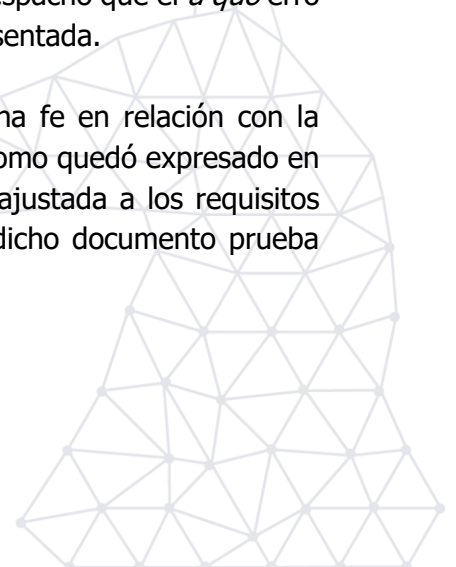 que el a quo erró
sentada.
na fe en relación con la
omo quedó expresado en
ajustada a los requisitos
dicho documento prueba